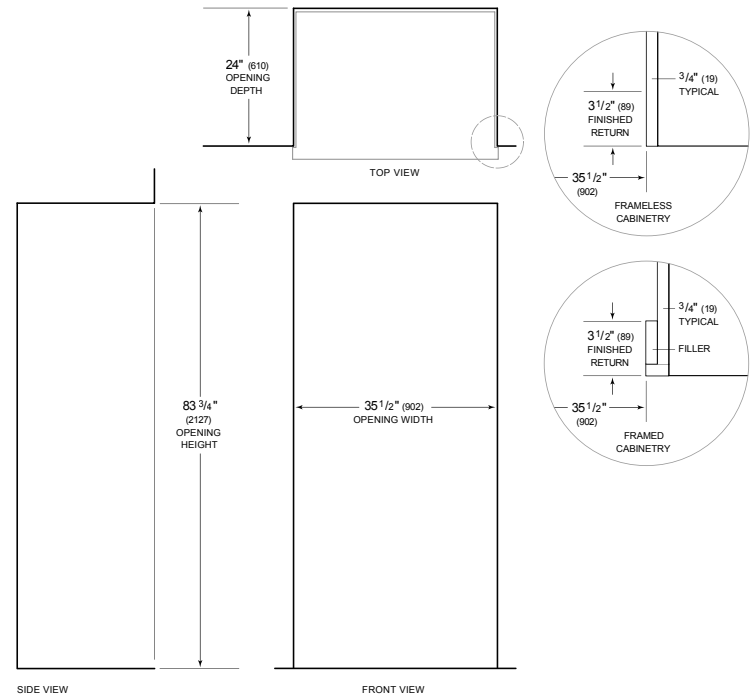 24" (610)
OPENING
DEPTH
TOP VIEW
3/4" (19)
TYPICAL
3 1/2" (89)
FINISHED
RETURN
35 1/2"
(902)
FRAMELESS
CABINETRY
3/4" (19)
TYPICAL
3 1/2" (89)
FINISHED
RETURN
FILLER
35 1/2"
(902)
FRAMED
CABINETRY
83 3/4"
(2127)
OPENING
HEIGHT
35 1/2" (902)
OPENING WIDTH
SIDE VIEW
FRONT VIEW